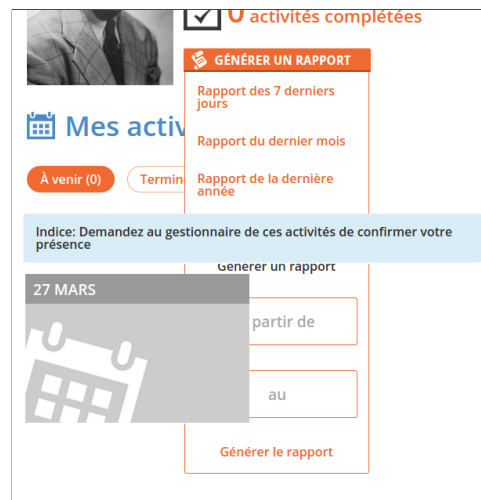 0 activités complétées
GÉNÉRER UN RAPPORT
Rapport des 7 derniers
jours
Mes activ
Rapport du dernier mois
À venir (0)
Termin
Rapport de la dernière
année
Indice: Demandez au gestionnaire de ces activités de confirmer votre
présence
Générer un rapport
27 MARS
partir de
au
Générer le rapport